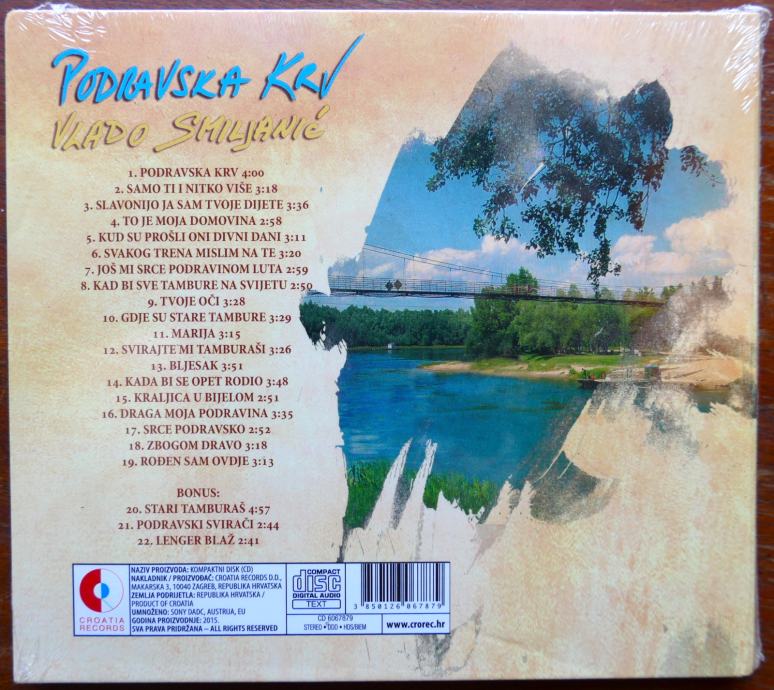 PODRAVSKA KRV
VLADO SMILJANIĆ
1. PODRAVSKA KRV 4:00
2. SAMO TI I NITKO VIŠE 3:18
3. SLAVONIJO JA SAM TVOJE DIJETE 3:36
4. TO JE MOJA DOMOVINA 2:58
5. KUD SU PROŠLI ONI DIVNI DANI 3:11
6. SVAKOG TRENA MISLIM NA TE 3:20
7. JOŠ MI SRCE PODRAVINOM LUTA 2:59
8. KAD BI SVE TAMBURE NA SVIJETU 2:50
9. TVOJE OČI 3:28
10. GDJE SU STARE TAMBURE 3:29
11. MARIJA 3:15
12. SVIRAJTE MI TAMBURAŠI 3:26
13. BLJESAK 3:51
14. KADA BI SE OPET RODIO 3:48
15. KRALJICA U BIJELOM 2:51
16. DRAGA MOJA PODRAVINA 3:35
17. SRCE PODRAVSKO 2:52
18. ZBOGOM DRAVO 3:18
19. ROĐEN SAM OVDJE 3:13
BONUS:
20. STARI TAMBURAŠ 4:57
21. PODRAVSKI SVIRAČI 2:44
22. LENGER BLAŽ 2:41
CROATIA
RECORDS
NAZIV PROIZVODA: KOMPAKTNI DISK (CD)
NAKLADNIK / PROIZVOĐAČ: CROATIA RECORDS D.D.,
MAKARSKA 3, 10040 ZAGREB, REPUBLIKA HRVATSKA
ZEMLJA PODRIJETLA: REPUBLIKA HRVATSKA /
PRODUCT OF CROATIA
UMNOŽENO: SONY DADC, AUSTRIJA, EU
GODINA PROIZVODNJE: 2015.
SVA PRAVA PRIDRŽANA – ALL RIGHTS RESERVED
COMPACT
disc
DIGITAL AUDIO
TEXT
CD 6067879
STEREO • DDD • HDS/BIEM
3 850126 067879
www.crorec.hr